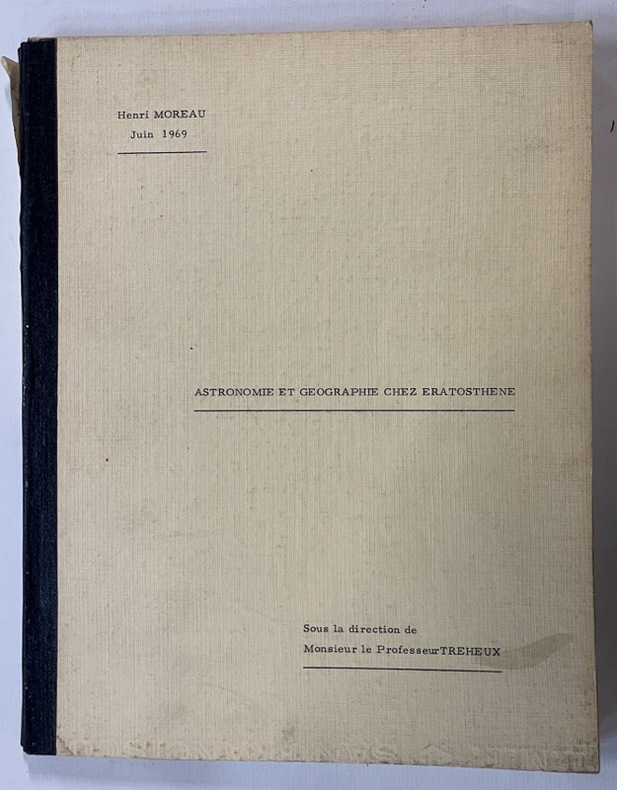 Henri MOREAU
Juin 1969
ASTRONOMIE ET GEOGRAPHIE CHEZ ERATOSTHENE
Sous la direction de
Monsieur le ProfesseurTREHEUX